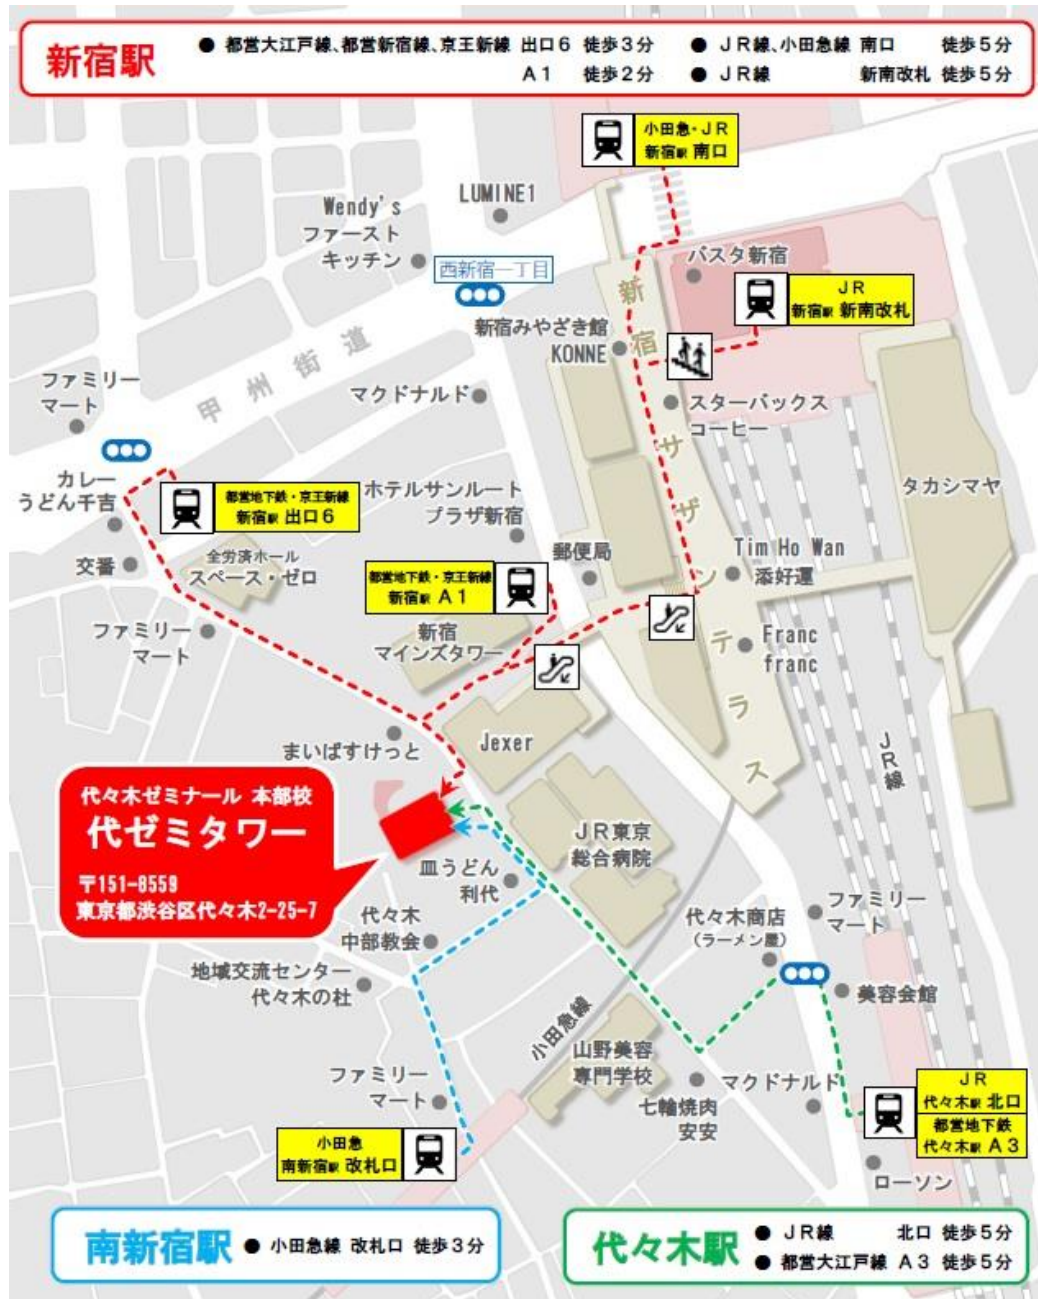 新宿駅
● 都営大江戸線、都営新宿線、京王新線 出口6 徒歩3分
A1 徒歩2分
● JR線、小田急線 南口 徒歩5分
● JR線 新南改札 徒歩5分
小田急・JR
新宿駅 南口
LUMINE1
Wendy's
ファースト
キッチン
西新宿一丁目
バスタ新宿
JR
新宿駅 新南改札
新宿みやざき館
KONNE
新宿サザンテラス
甲州街道
ファミリー
マート
マクドナルド
スターバックス
コーヒー
カレー
うどん千吉
都営地下鉄・京王新線
新宿駅 出口6
ホテルサンルート
プラザ新宿
タカシマヤ
交番
全労済ホール
スペース・ゼロ
都営地下鉄・京王新線
新宿駅 A1
郵便局
Tim Ho Wan
添好運
ファミリー
マート
新宿
マインズタワー
Franc
franc
まいばすけっと
Jexer
JR線
代々木ゼミナール 本部校
代ゼミタワー
〒151-8559
東京都渋谷区代々木2-25-7
JR東京
総合病院
皿うどん
利代
代々木
中部教会
代々木商店
(ラーメン屋)
ファミリー
マート
地域交流センター
代々木の杜
美容会館
小田急線
山野美容
専門学校
ファミリー
マート
七輪焼肉
安安
マクドナルド
JR
代々木駅 北口
都営地下鉄
代々木駅 A3
小田急
南新宿駅 改札口
ローソン
南新宿駅
● 小田急線 改札口 徒歩3分
代々木駅
● JR線 北口 徒歩5分
● 都営大江戸線 A3 徒歩5分